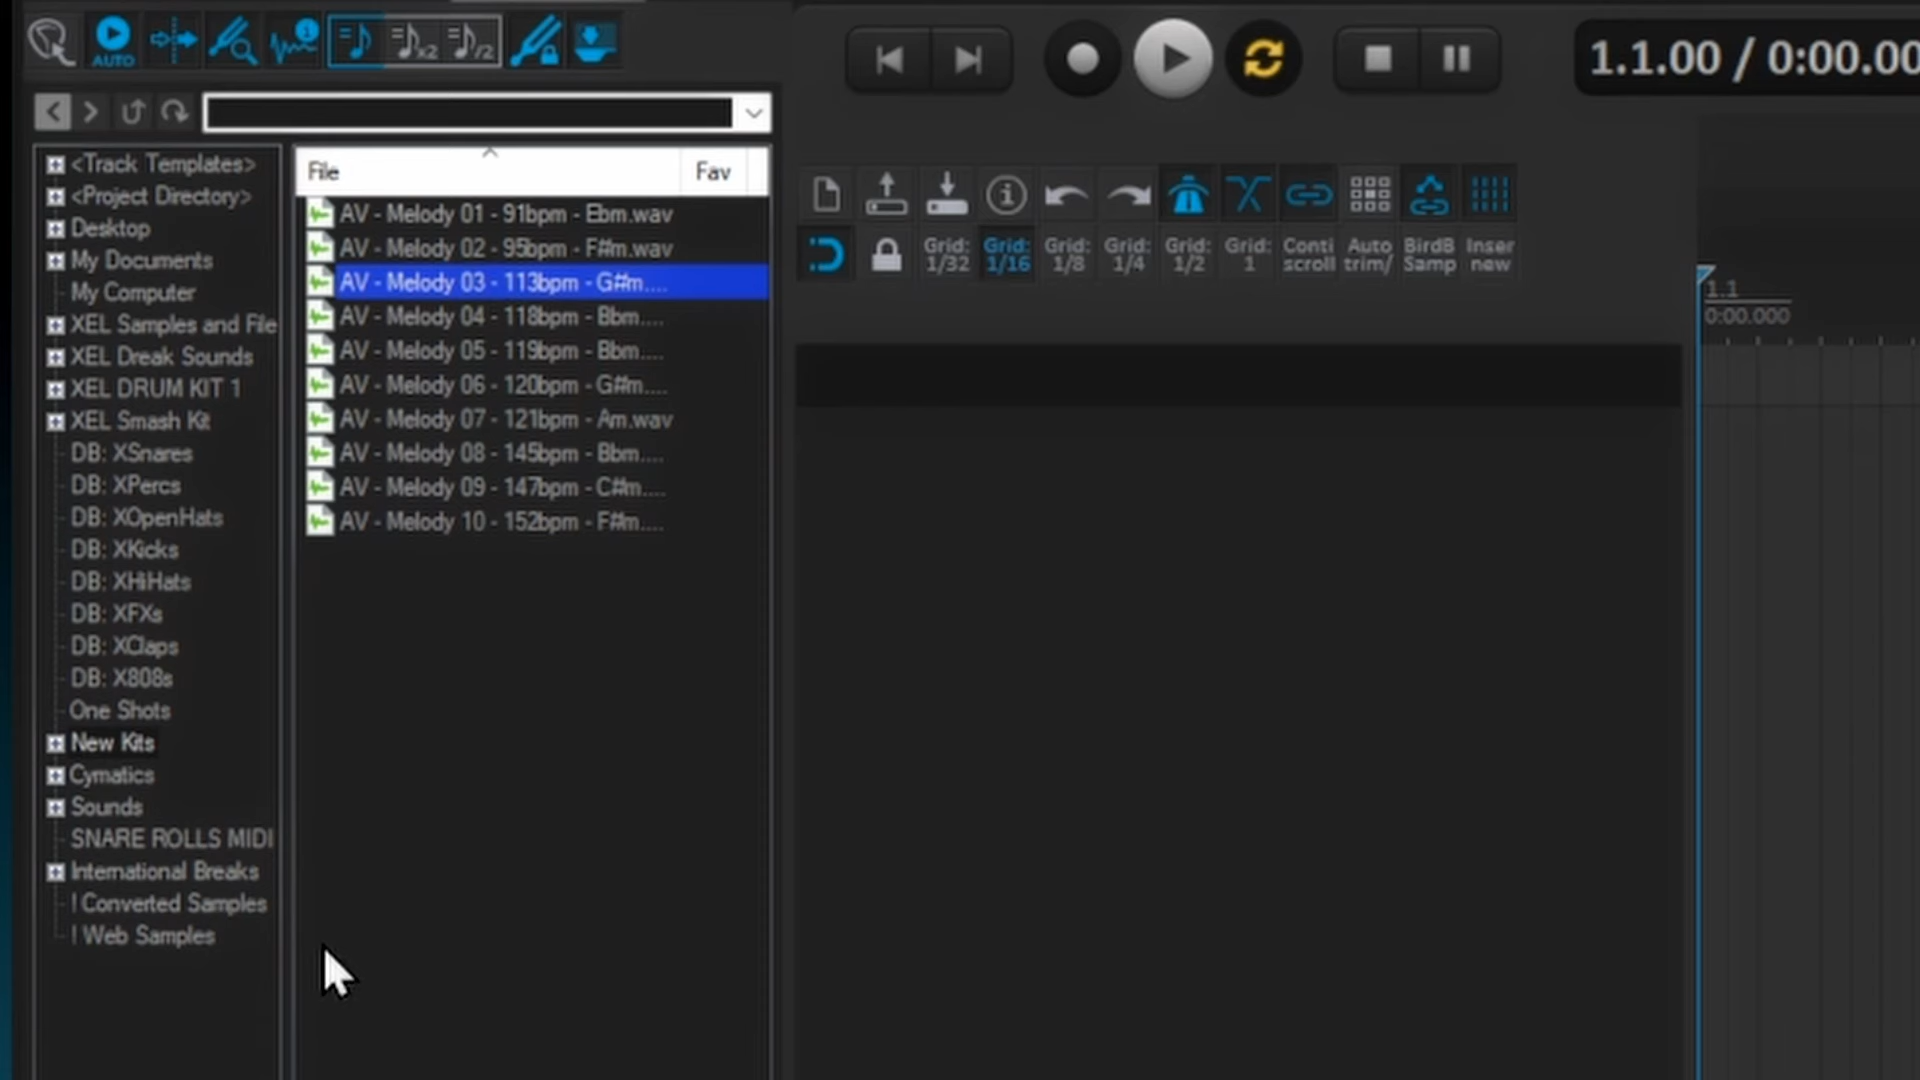 AUTO
1
x2
/2
1.1.00 / 0:00.00
<Track Templates>
<Project Directory>
Desktop
My Documents
My Computer
XEL Samples and File
XEL Dreak Sounds
XEL DRUM KIT 1
XEL Smash Kit
DB: XSnares
DB: XPercs
DB: XOpenHats
DB: XKicks
DB: XHiHats
DB: XFXs
DB: XClaps
DB: X808s
One Shots
New Kits
Cymatics
Sounds
SNARE ROLLS MIDI
International Breaks
! Converted Samples
! Web Samples
File Fav
AV - Melody 01 - 91bpm - Ebm.wav
AV - Melody 02 - 95bpm - F#m.wav
AV - Melody 03 - 113bpm - G#m....
AV - Melody 04 - 118bpm - Bbm....
AV - Melody 05 - 119bpm - Bbm....
AV - Melody 06 - 120bpm - G#m....
AV - Melody 07 - 121bpm - Am.wav
AV - Melody 08 - 145bpm - Bbm....
AV - Melody 09 - 147bpm - C#m....
AV - Melody 10 - 152bpm - F#m....
Grid: Grid: Grid: Grid: Grid: Grid: Conti Auto BirdB Inser
1/32 1/16 1/8 1/4 1/2 1 scroll trim/ Samp new
1.1
0:00.000